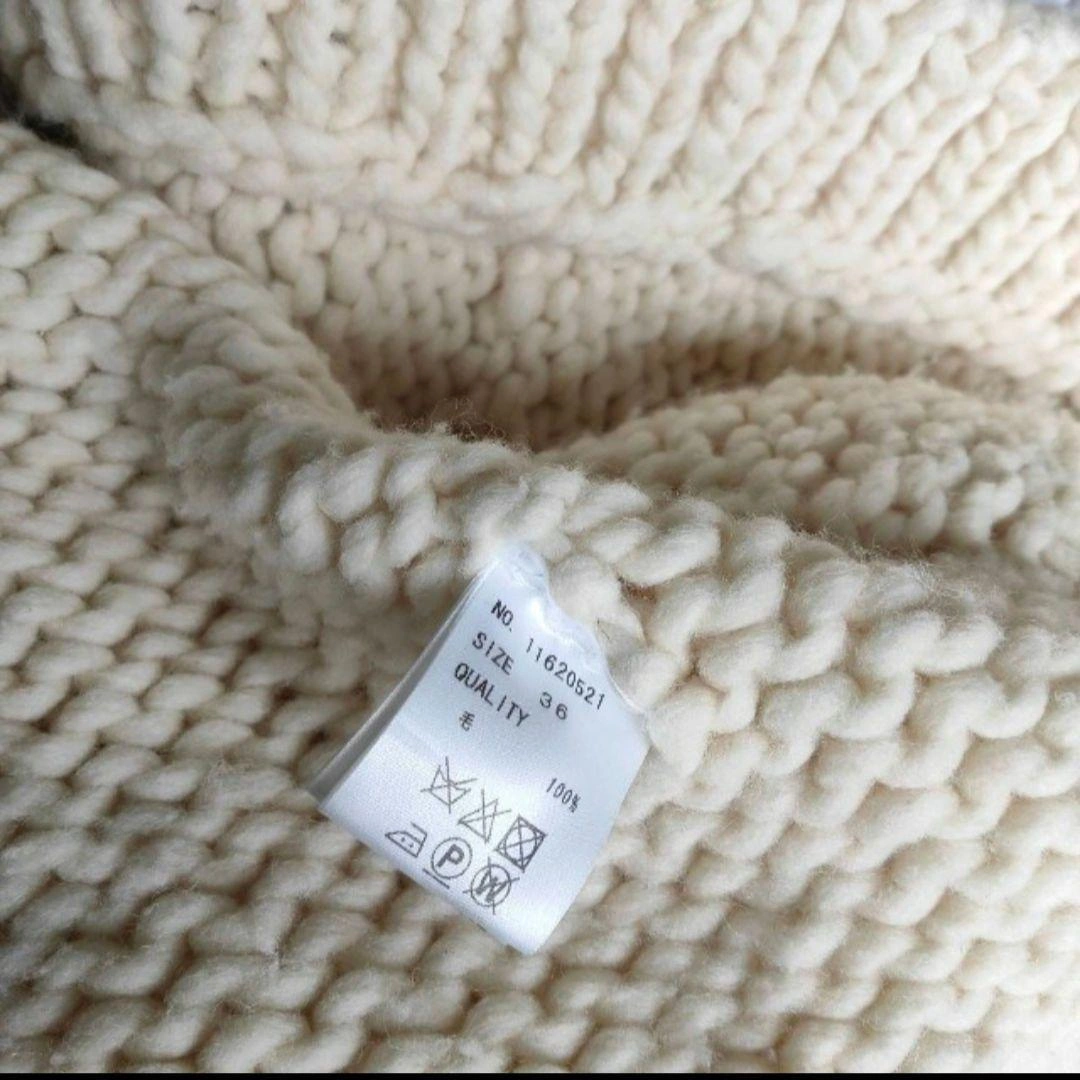 NO. 11620521
SIZE 36
QUALITY
毛 100%
P W